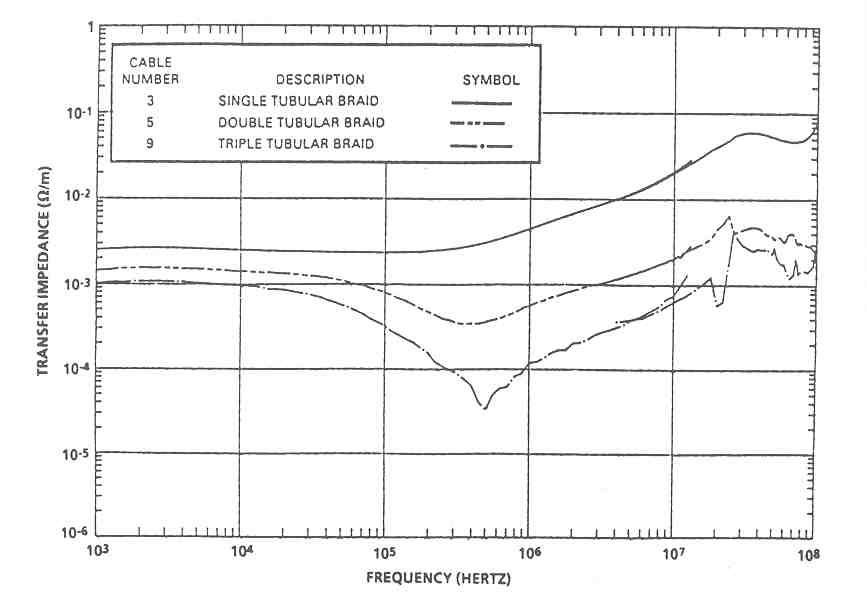 1
10-1
10-2
10-3
10-4
10-5
10-6
TRANSFER IMPEDANCE (Ω/m)
CABLE
NUMBER DESCRIPTION SYMBOL
3 SINGLE TUBULAR BRAID
5 DOUBLE TUBULAR BRAID
9 TRIPLE TUBULAR BRAID
103 104 105 106 107 108
FREQUENCY (HERTZ)